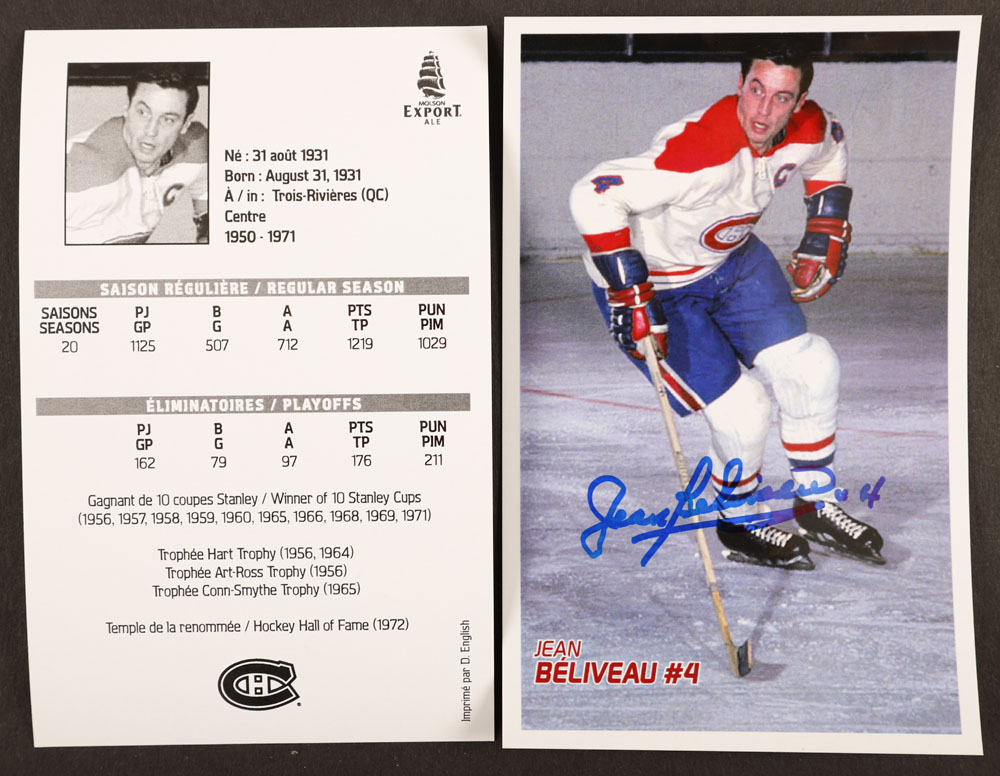 MOLSON
EXPORT
ALE
Né : 31 août 1931
Born : August 31, 1931
À / in : Trois-Rivières (QC)
Centre
1950 - 1971
SAISON RÉGULIÈRE / REGULAR SEASON
SAISONS PJ B A PTS PUN
SEASONS GP G A TP PIM
20 1125 507 712 1219 1029
ÉLIMINATOIRES / PLAYOFFS
PJ B A PTS PUN
GP G A TP PIM
162 79 97 176 211
Gagnant de 10 coupes Stanley / Winner of 10 Stanley Cups
(1956, 1957, 1958, 1959, 1960, 1965, 1966, 1968, 1969, 1971)
Trophée Hart Trophy (1956, 1964)
Trophée Art-Ross Trophy (1956)
Trophée Conn-Smythe Trophy (1965)
Temple de la renommée / Hockey Hall of Fame (1972)
Imprimé par D. English
C
4
C
Jean Beliveau "4
JEAN
BÉLIVEAU #4